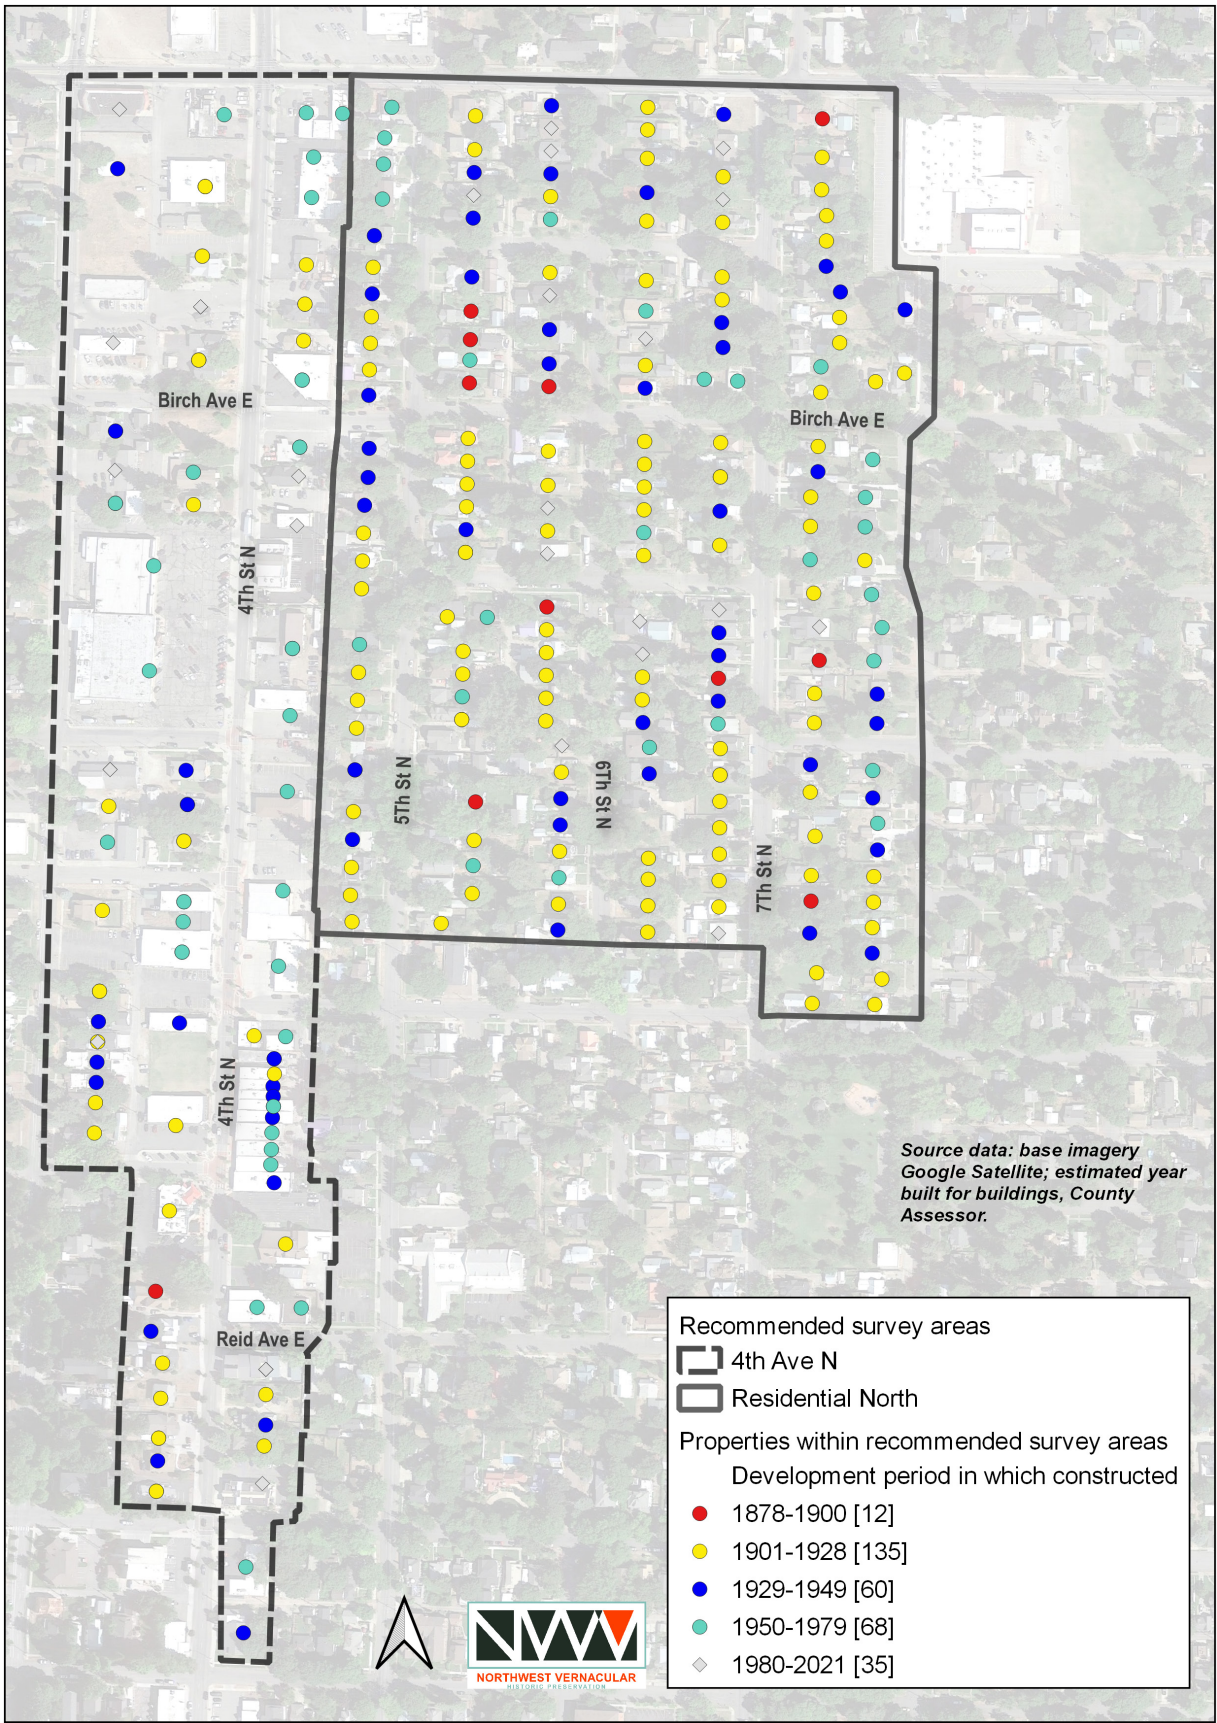 Birch Ave E
Birch Ave E
4Th St N
5Th St N
6Th St N
7Th St N
4Th St N
Reid Ave E
Source data: base imagery
Google Satellite; estimated year
built for buildings, County
Assessor.
Recommended survey areas
4th Ave N
Residential North
Properties within recommended survey areas
Development period in which constructed
1878-1900 [12]
1901-1928 [135]
1929-1949 [60]
1950-1979 [68]
1980-2021 [35]
NWV
NORTHWEST VERNACULAR
HISTORIC PRESERVATION